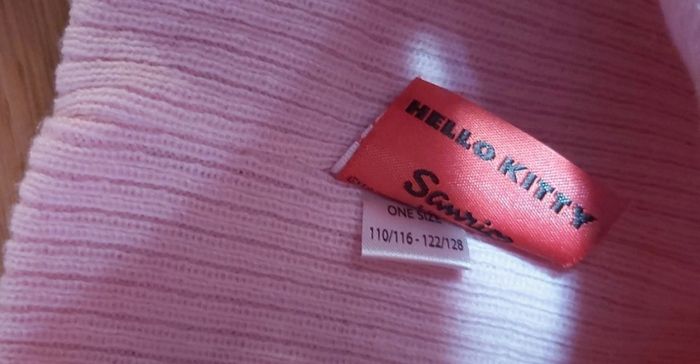 HELLO KITTY
Sanrio
ONE SIZE
110/116 - 122/128